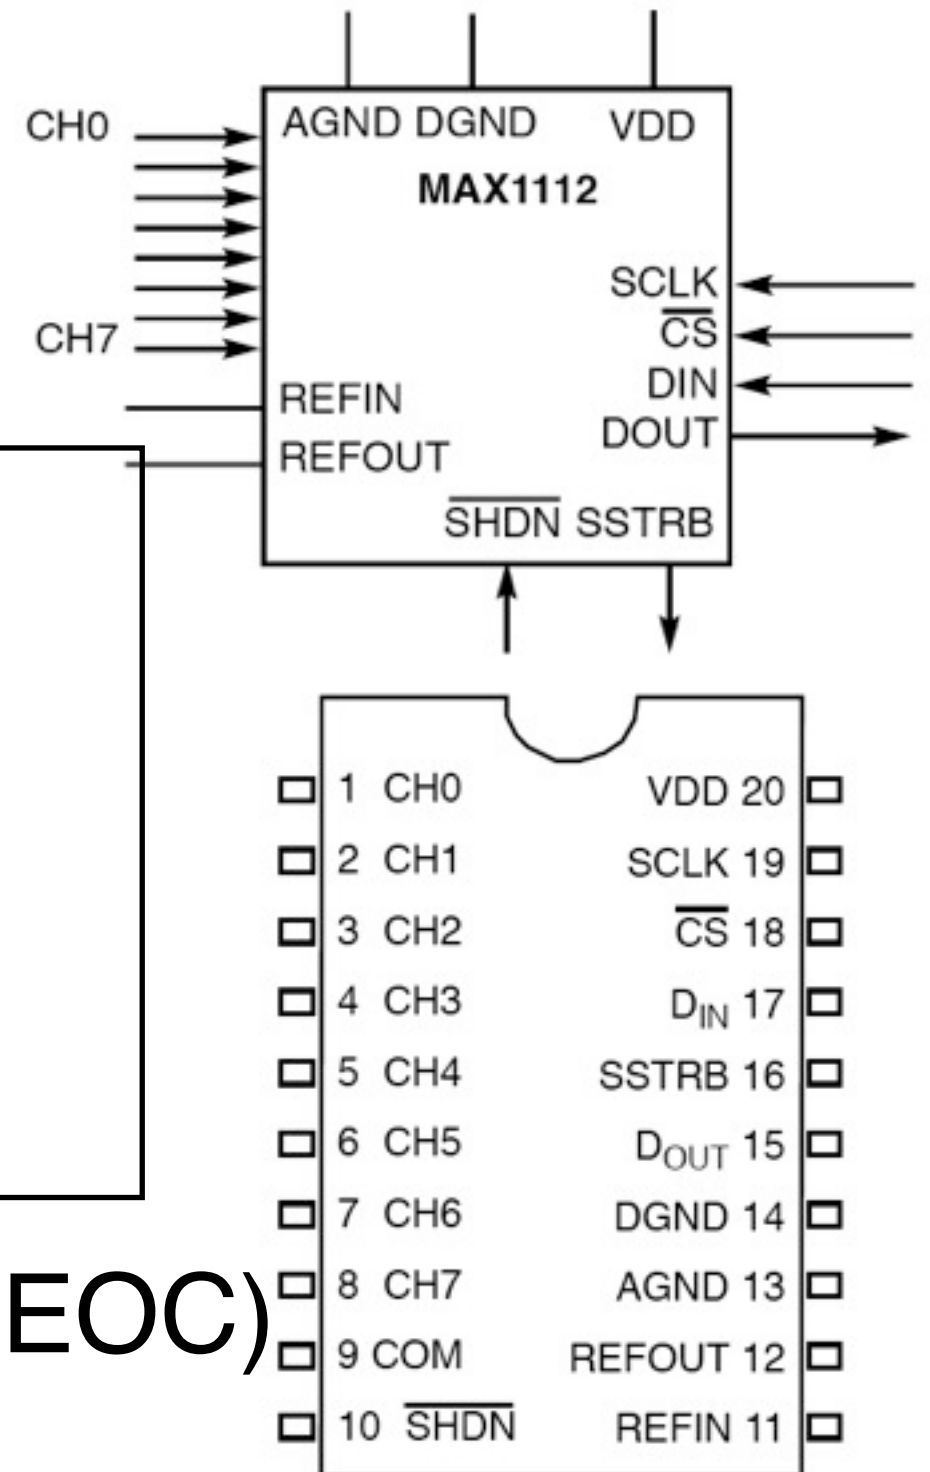 AGND DGND VDD
CH0
MAX1112
SCLK
CS
CH7
DIN
REFIN
DOUT
REFOUT
SHDN SSTRB
1 CH0 VDD 20
2 CH1 SCLK 19
3 CH2 CS 18
4 CH3 DIN 17
5 CH4 SSTRB 16
6 CH5 DOUT 15
7 CH6 DGND 14
8 CH7 AGND 13
EOC)
9 COM REFOUT 12
10 SHDN REFIN 11